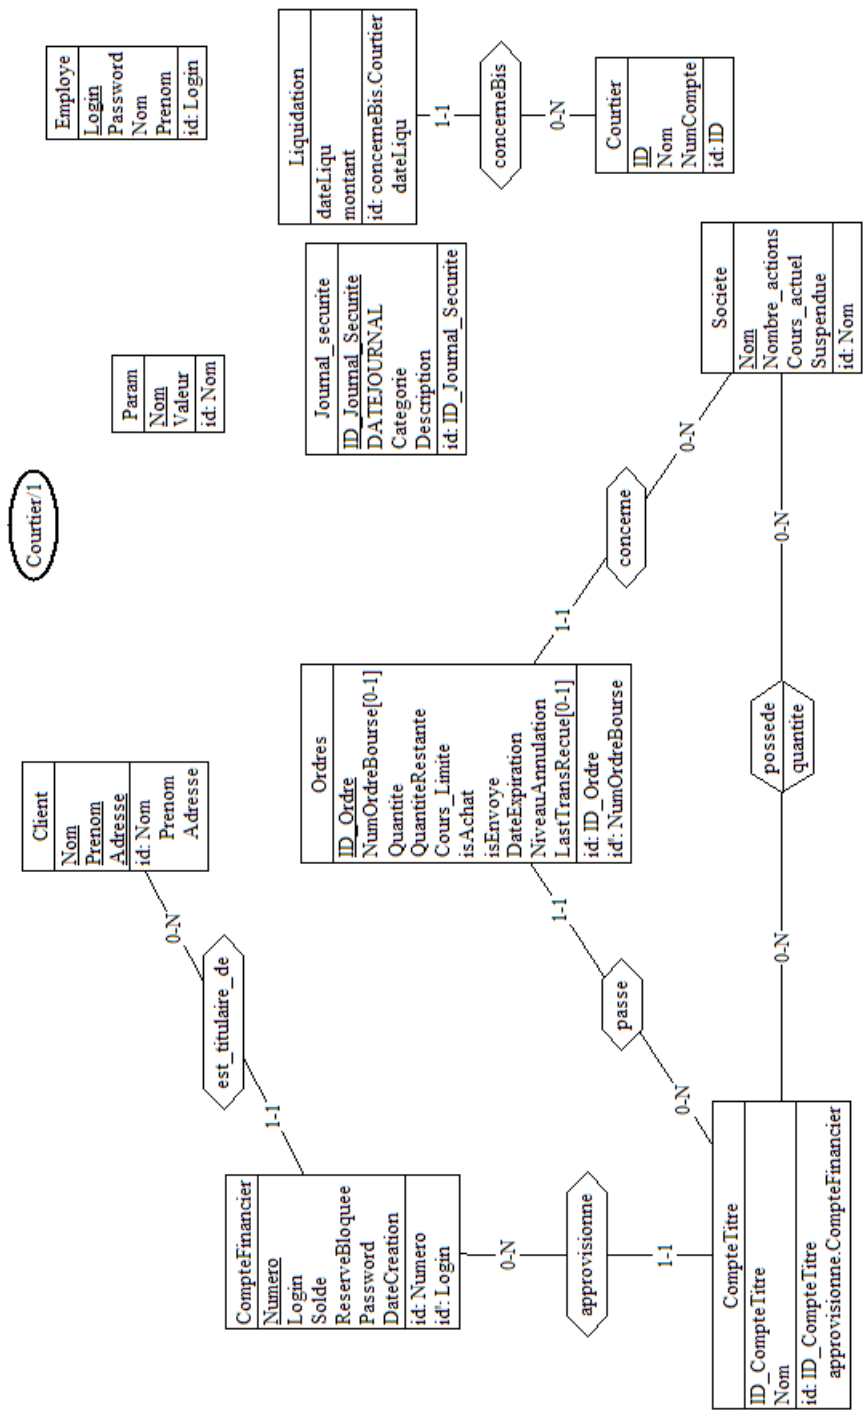 Courtier/1
Client
Nom
Prenom
Adresse
id: Nom
Prenom
Adresse
0-N
est_titulaire_de
1-1
CompteFinancier
Numero
Login
Solde
ReserveBloquee
Password
DateCreation
id: Numero
id': Login
0-N
approvisionne
1-1
CompteTitre
ID_CompteTitre
Nom
id: ID_CompteTitre
approvisionne.CompteFinancier
0-N
passe
1-1
Ordres
ID_Ordre
NumOrdreBourse[0-1]
Quantite
QuantiteRestante
Cours_Limite
isAchat
isEnvoye
DateExpiration
NiveauAnnulation
LastTransRecue[0-1]
id: ID_Ordre
id': NumOrdreBourse
1-1
concerne
0-N
Societe
Nom
Nombre_actions
Cours_actuel
Suspendue
id: Nom
0-N
possede
quantite
0-N
Param
Nom
Valeur
id: Nom
Journal_securite
ID_Journal_Securite
DATEJOURNAL
Categorie
Description
id: ID_Journal_Securite
Employe
Login
Password
Nom
Prenom
id: Login
Liquidation
dateLiqu
montant
id: concerneBis.Courtier
dateLiqu
1-1
concerneBis
0-N
Courtier
ID
Nom
NumCompte
id: ID